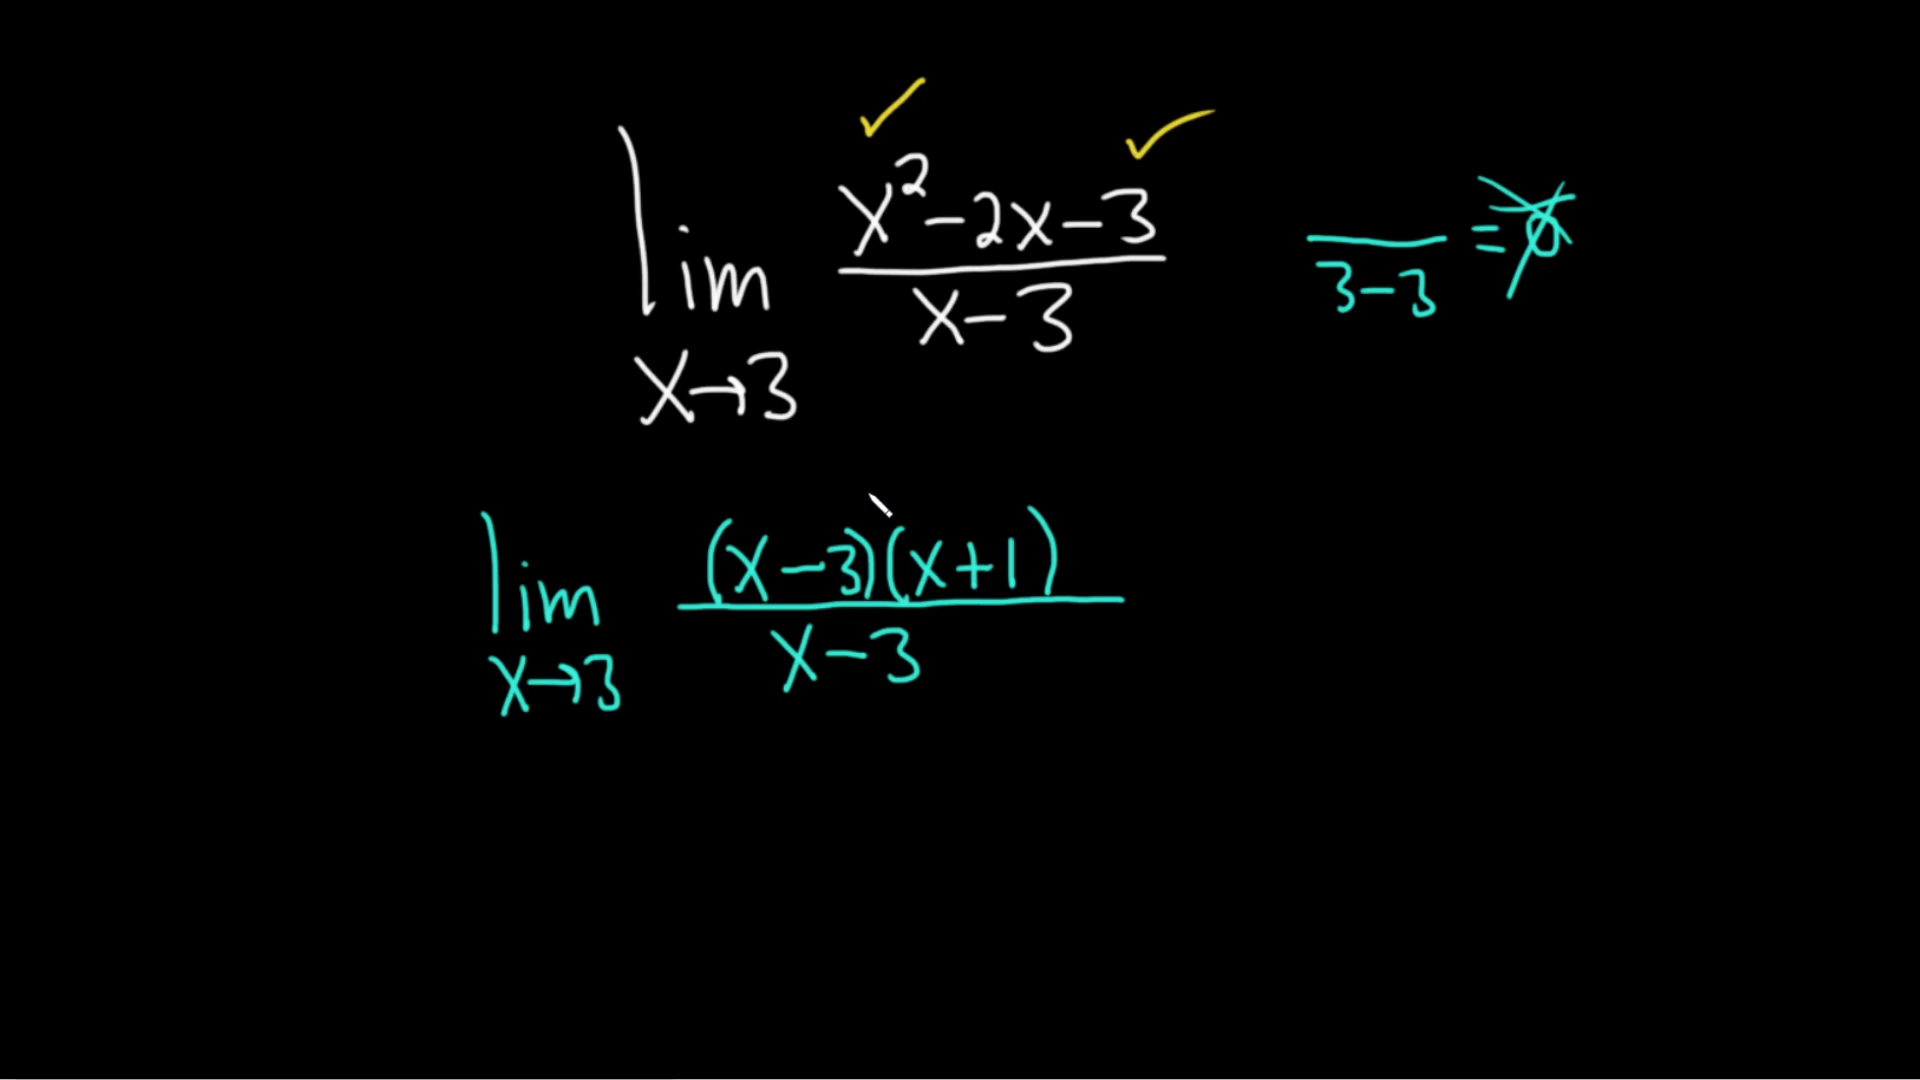 lim x→3 (x² - 2x - 3)/(x - 3)
/(3 - 3) = 0
lim x→3 ((x - 3)(x + 1))/(x - 3)